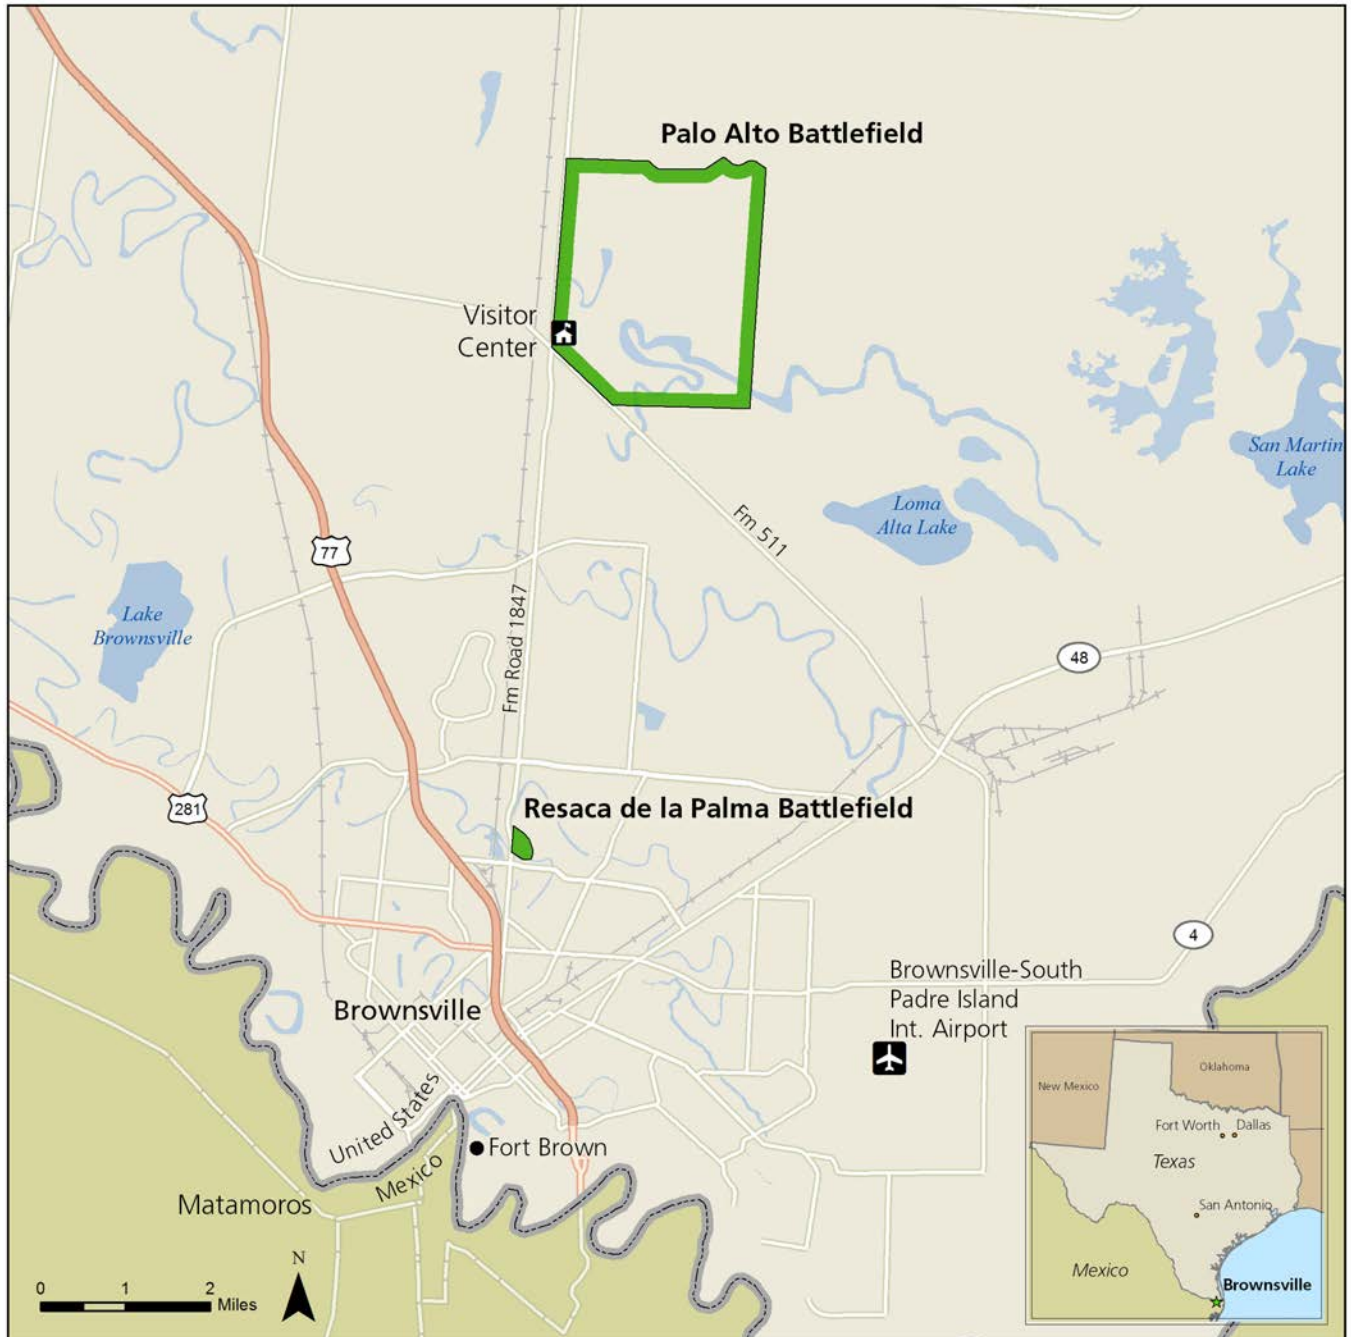 Palo Alto Battlefield
Visitor
Center
San Martin
Lake
Loma
Alta Lake
Fm 511
77
Fm Road 1847
Lake
Brownsville
48
281
Resaca de la Palma Battlefield
4
Brownsville-South
Padre Island
Int. Airport
Brownsville
United States
Mexico
Fort Brown
Matamoros
N
0 1 2
Miles
New Mexico
Oklahoma
Fort Worth
Dallas
Texas
San Antonio
Mexico
Brownsville